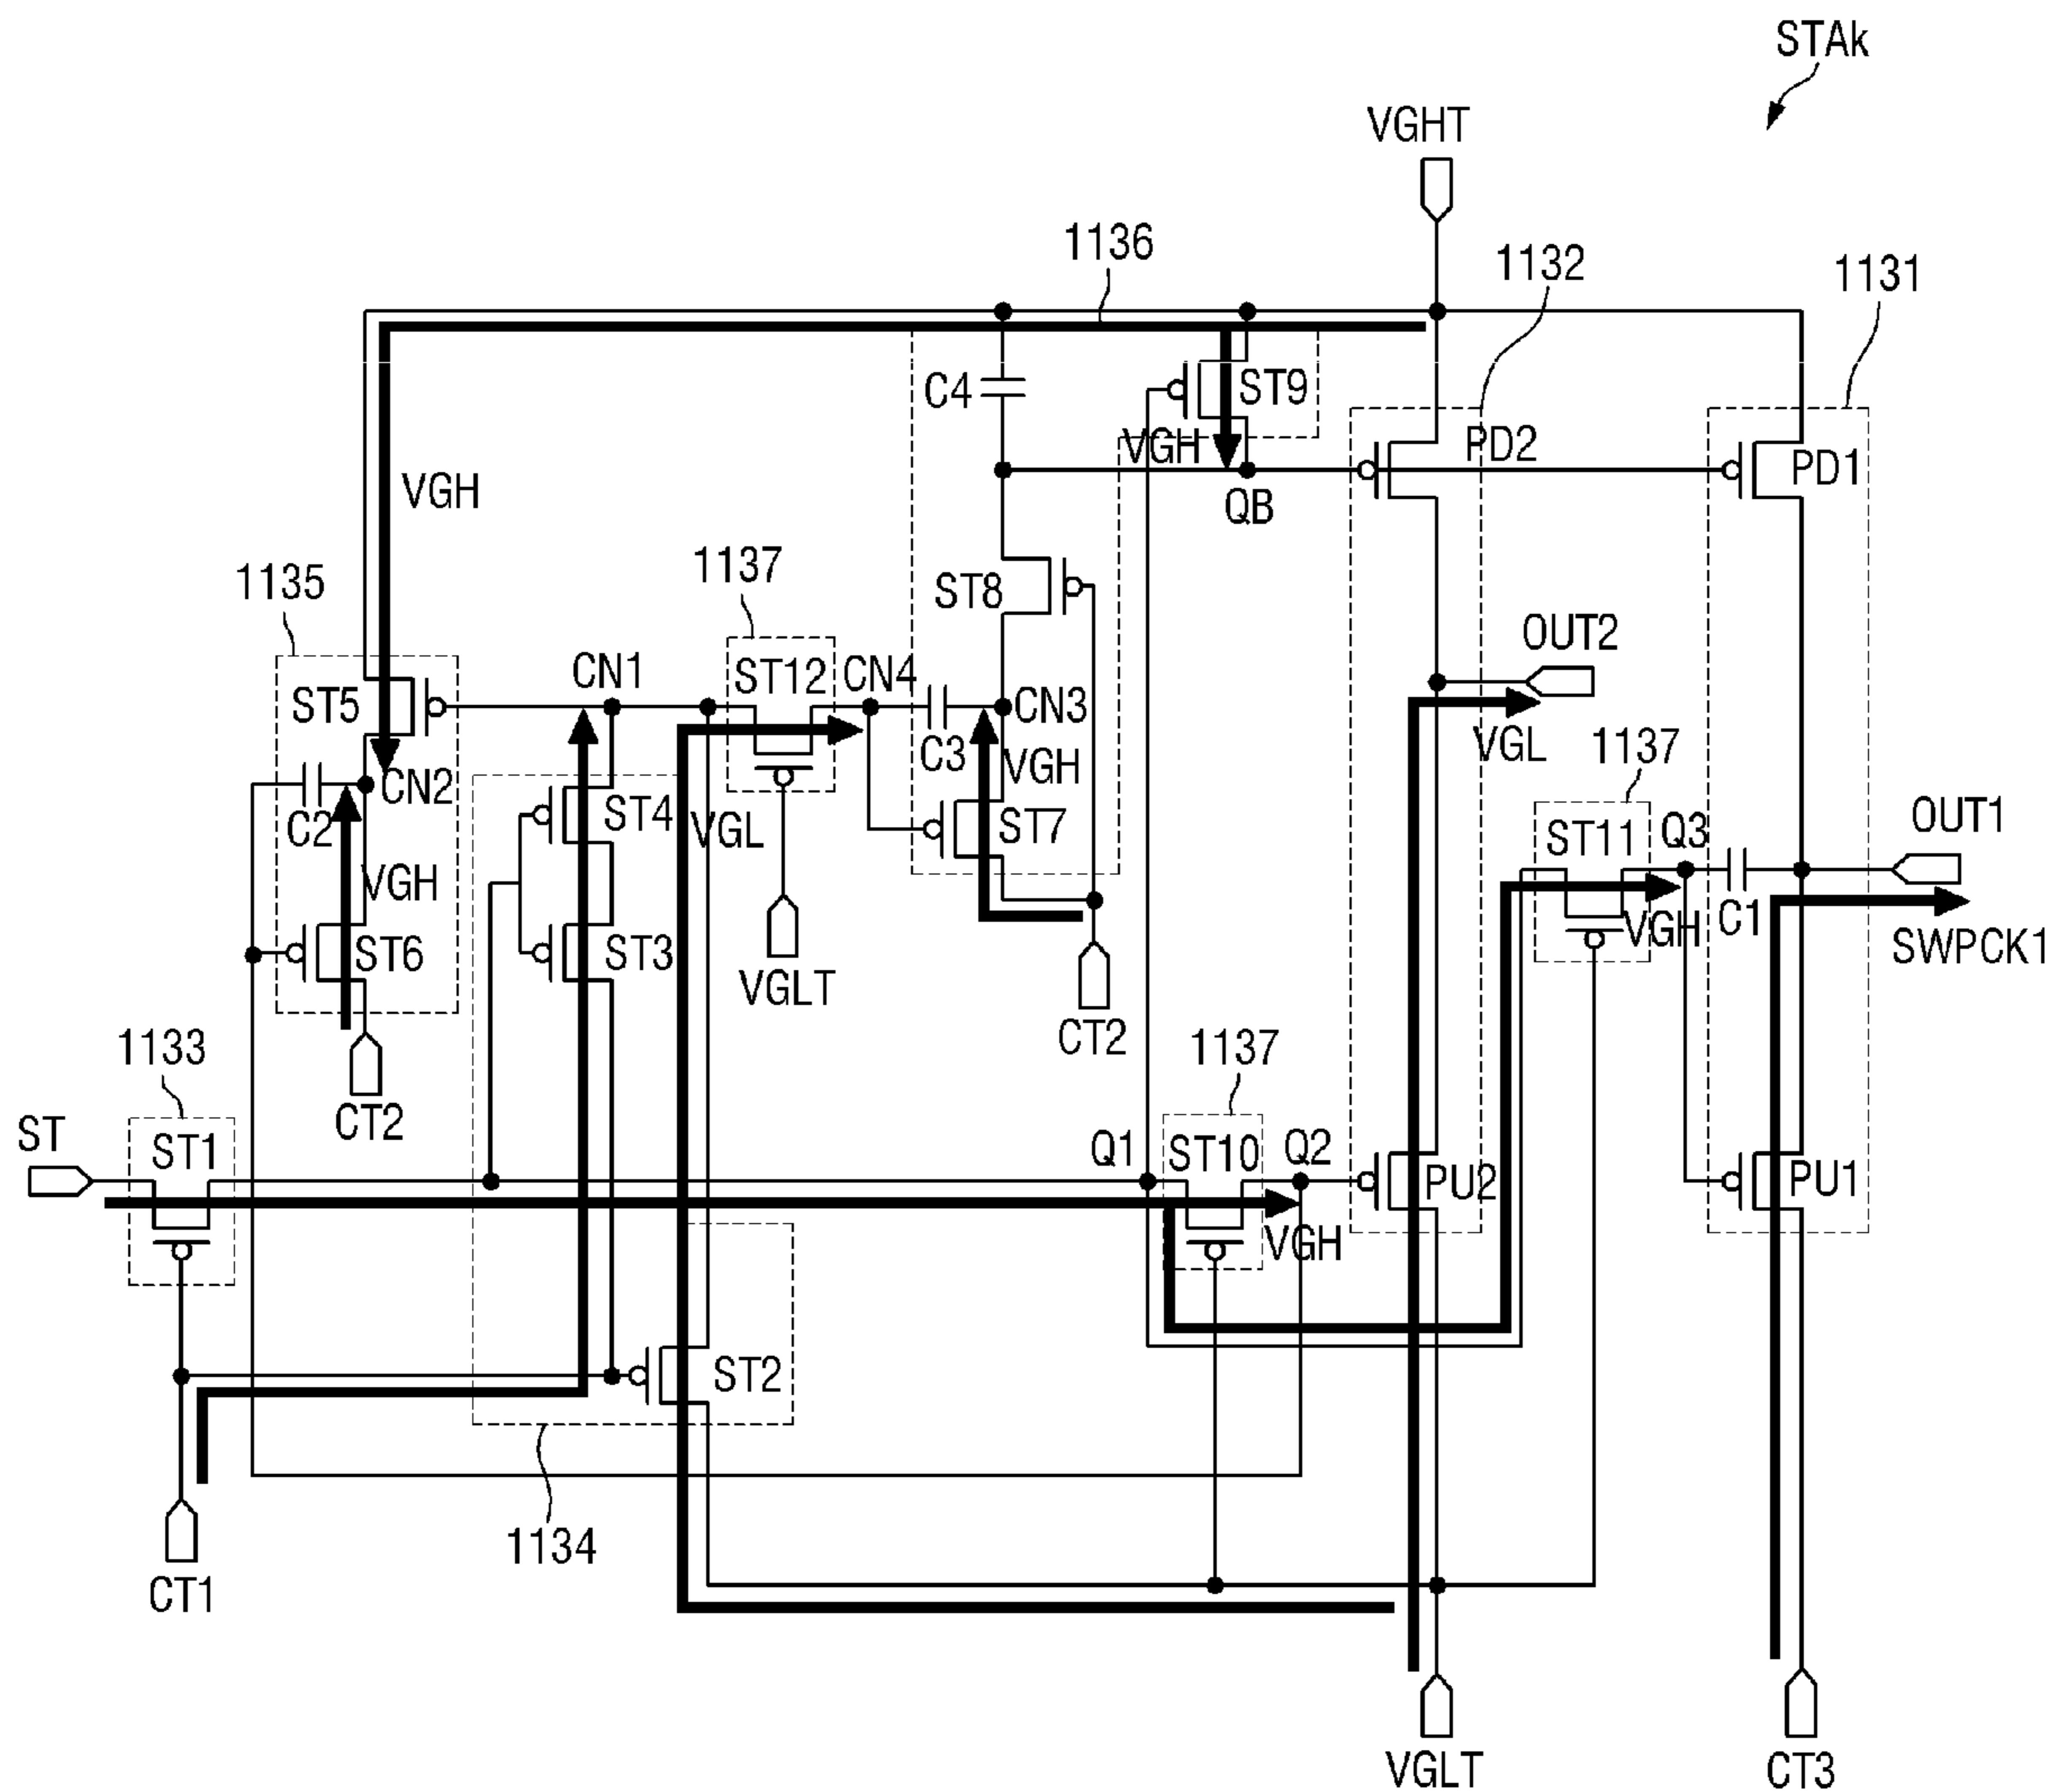 STAk
VGHT
1136
1132
1131
C4
ST9
VGH
PD2
PD1
VGH
QB
1135
1137
ST8
OUT2
CN1
ST12
CN4
ST5
CN3
C3
VGH
VGL
1137
CN2
C2
ST4
VGL
ST7
ST11
Q3
OUT1
VGH
ST6
ST3
VGH
C1
SWPCK1
VGLT
CT2
1133
1137
CT2
ST
ST1
Q1
ST10
Q2
PU2
PU1
VGH
ST2
1134
CT1
VGLT
CT3